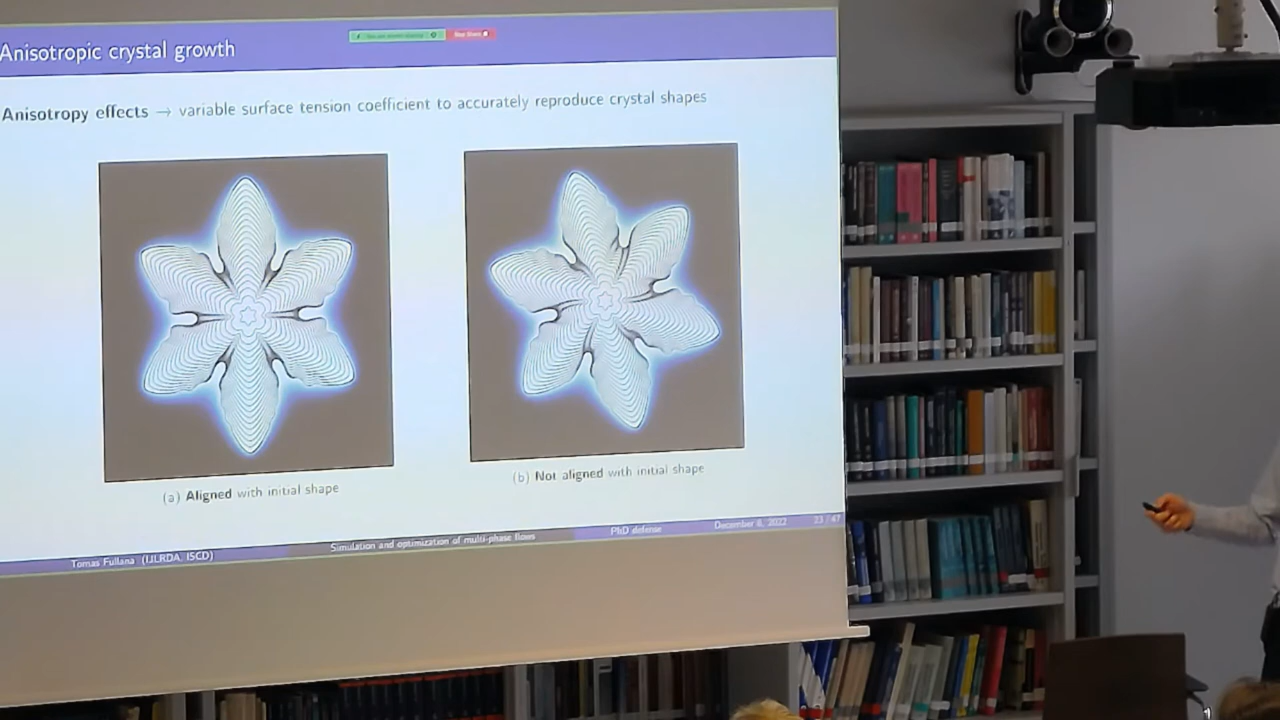 Anisotropic crystal growth
Anisotropy effects → variable surface tension coefficient to accurately reproduce crystal shapes
(a) Aligned with initial shape
(b) Not aligned with initial shape
Tomas Fullana (IJLRDA, ISCD)
Simulation and optimization of multi-phase flows
PhD defense
December 6, 2022
23 / 47